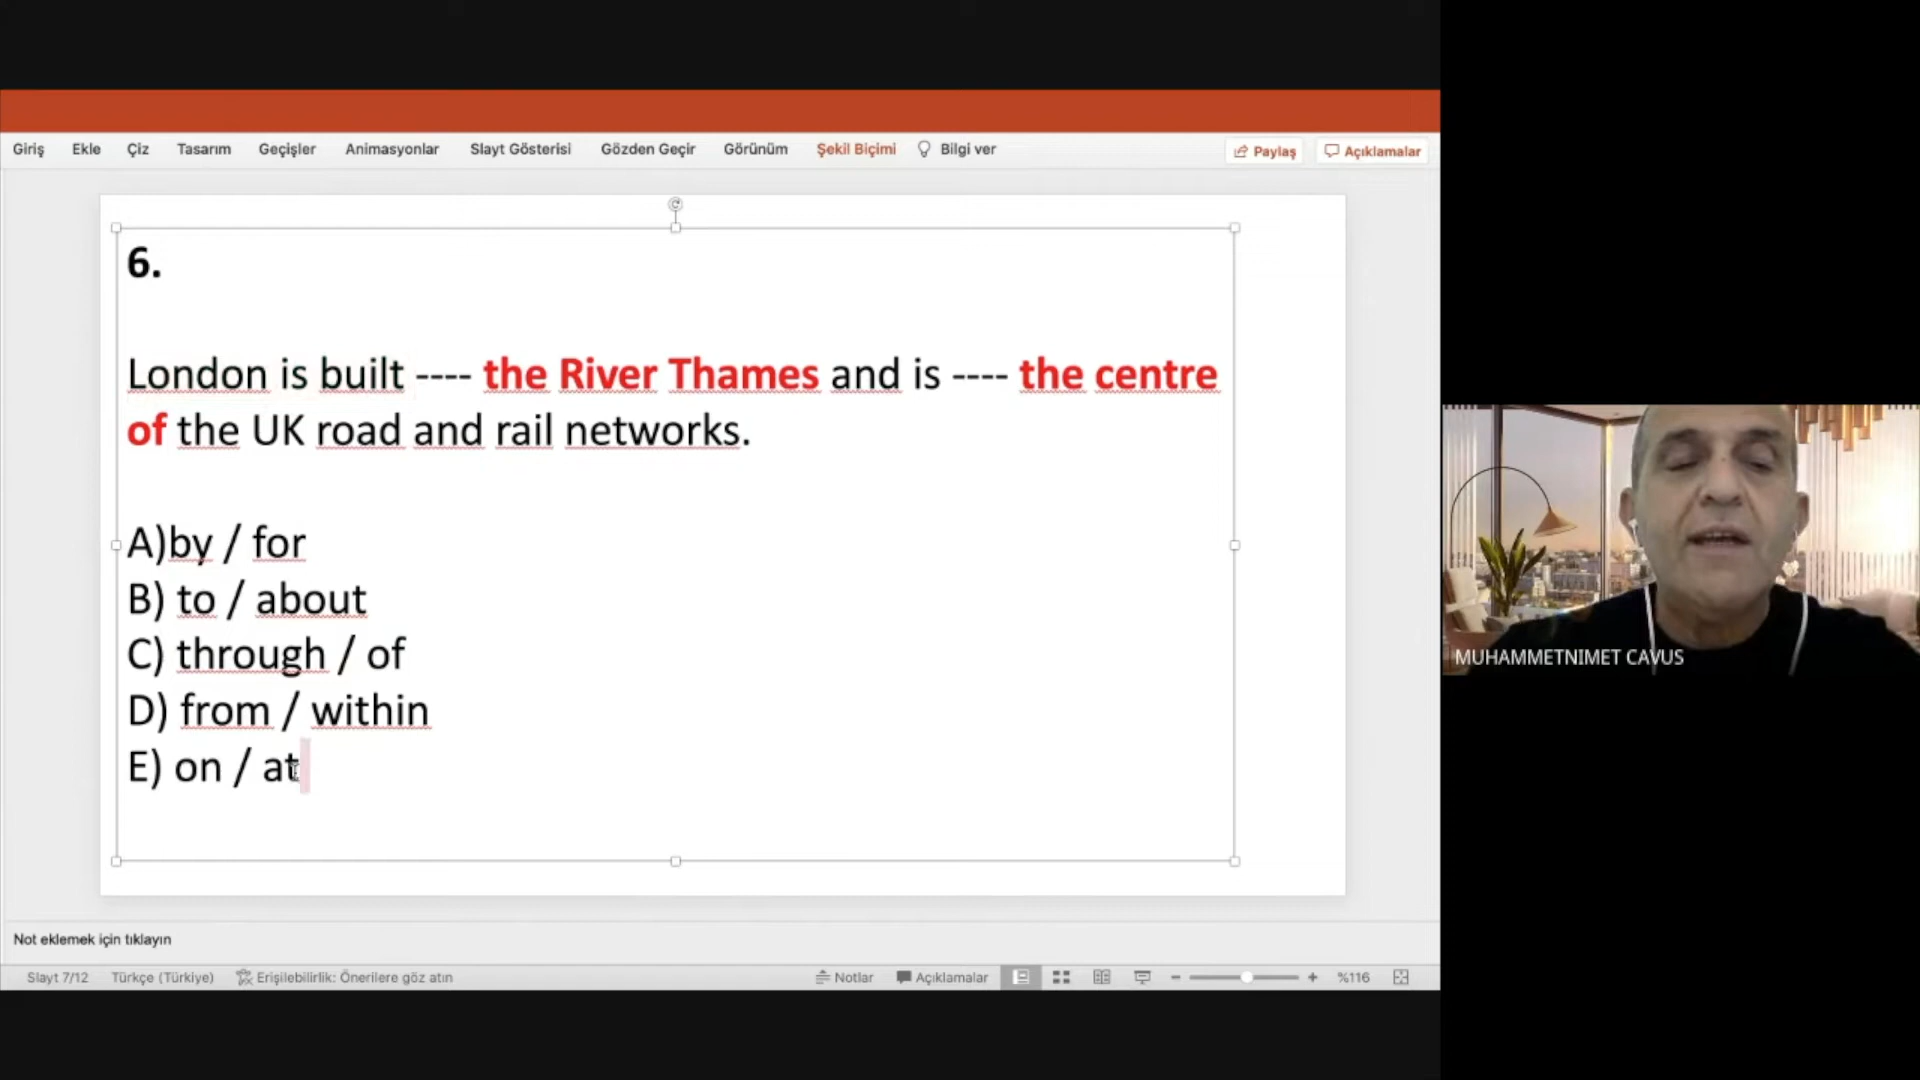 Giriş Ekle Çiz Tasarım Geçişler Animasyonlar Slayt Gösterisi Gözden Geçir Görünüm Şekil Biçimi Bilgi ver Paylaş Açıklamalar
6.
London is built ---- the River Thames and is ---- the centre
of the UK road and rail networks.
A)by / for
B) to / about
C) through / of
D) from / within
E) on / at
MUHAMMETNIMET CAVUS
Not eklemek için tıklayın
Slayt 7/12 Türkçe (Türkiye) Erişilebilirlik: Önerilere göz atın Notlar Açıklamalar %116